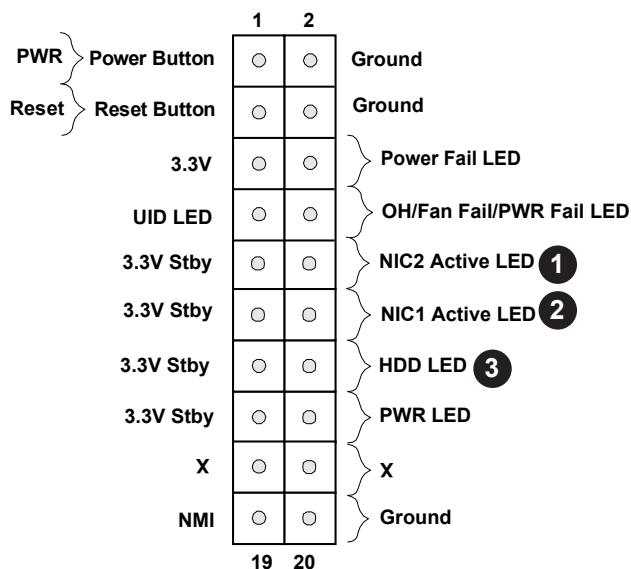 1 2
PWR Power Button Ground
Reset Reset Button Ground
3.3V Power Fail LED
UID LED OH/Fan Fail/PWR Fail LED
3.3V Stby NIC2 Active LED 1
3.3V Stby NIC1 Active LED 2
3.3V Stby HDD LED 3
3.3V Stby PWR LED
X X
NMI Ground
19 20